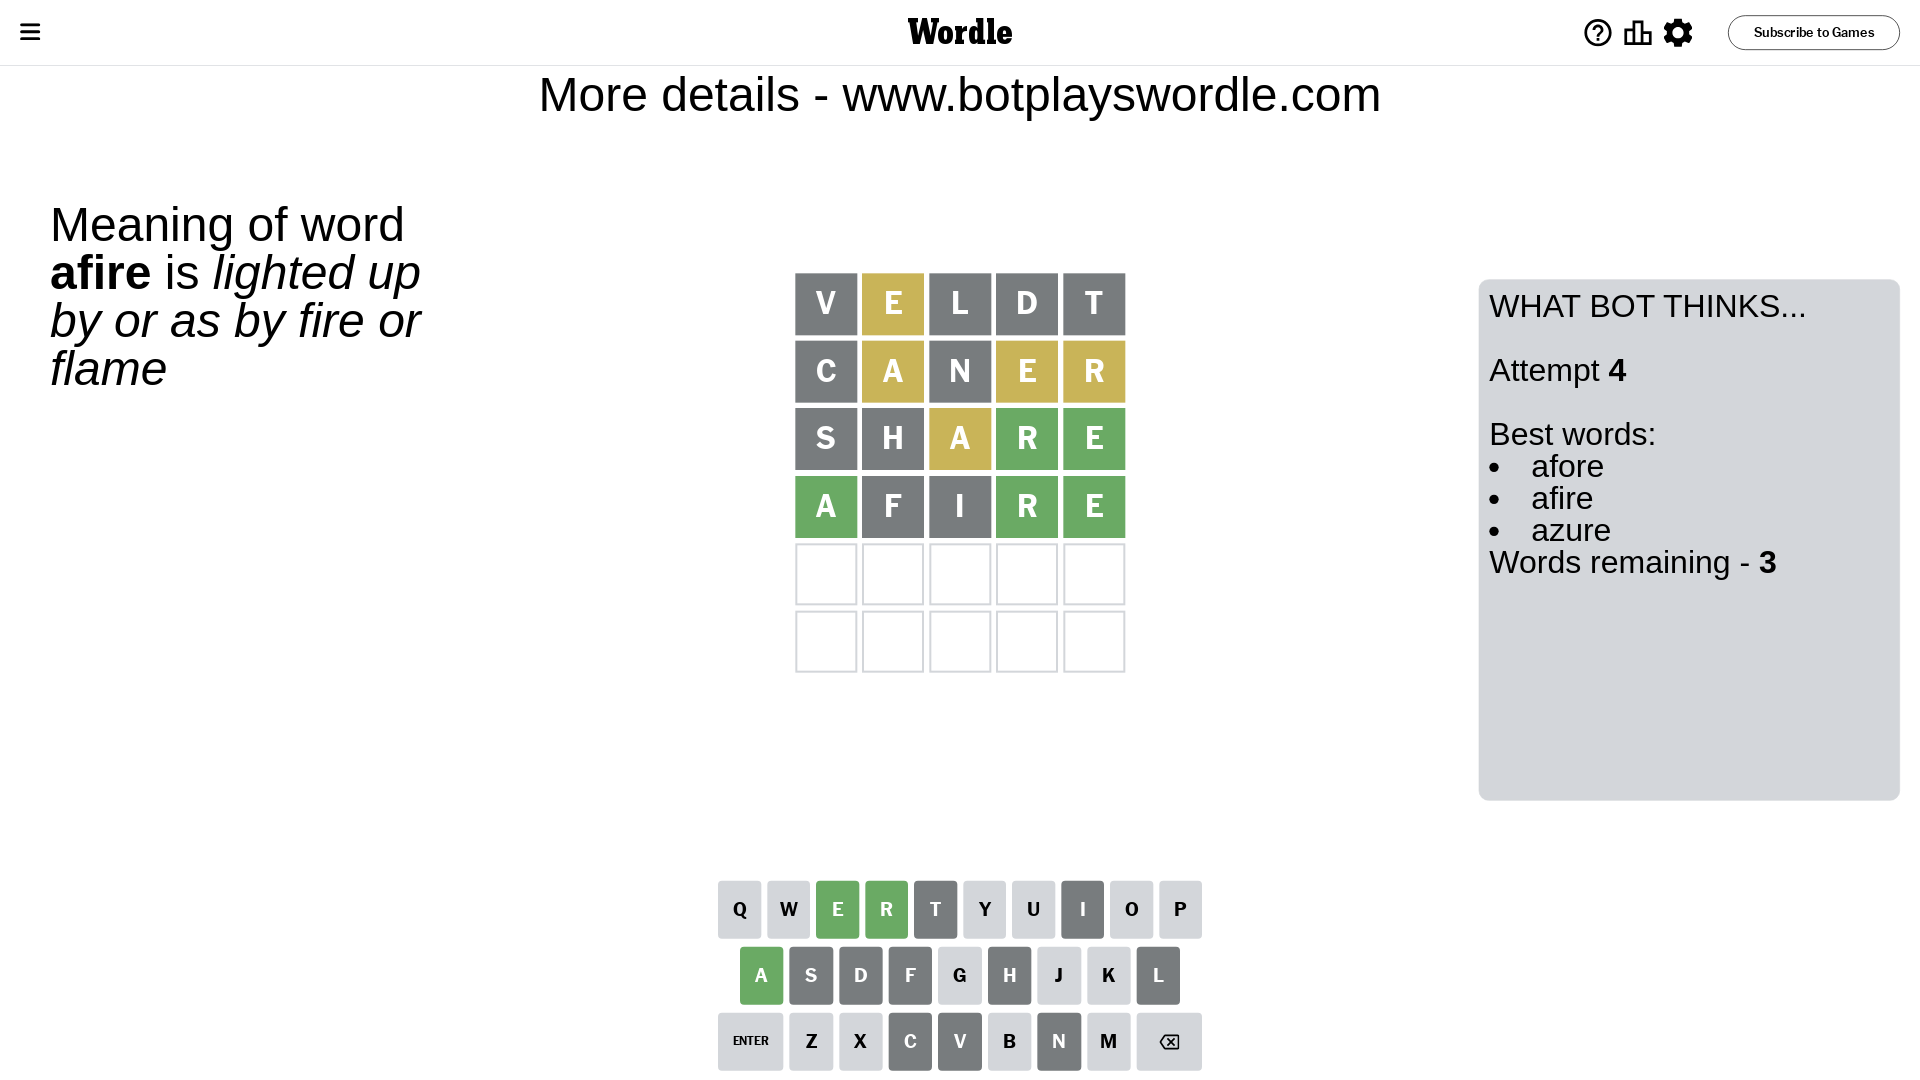 Wordle
Subscribe to Games
More details - www.botplayswordle.com
Meaning of word
afire is lighted up
by or as by fire or
flame
V E L D T
C A N E R
S H A R E
A F I R E
WHAT BOT THINKS...
Attempt 4
Best words:
• afore
• afire
• azure
Words remaining - 3
Q W E R T Y U I O P
A S D F G H J K L
ENTER Z X C V B N M